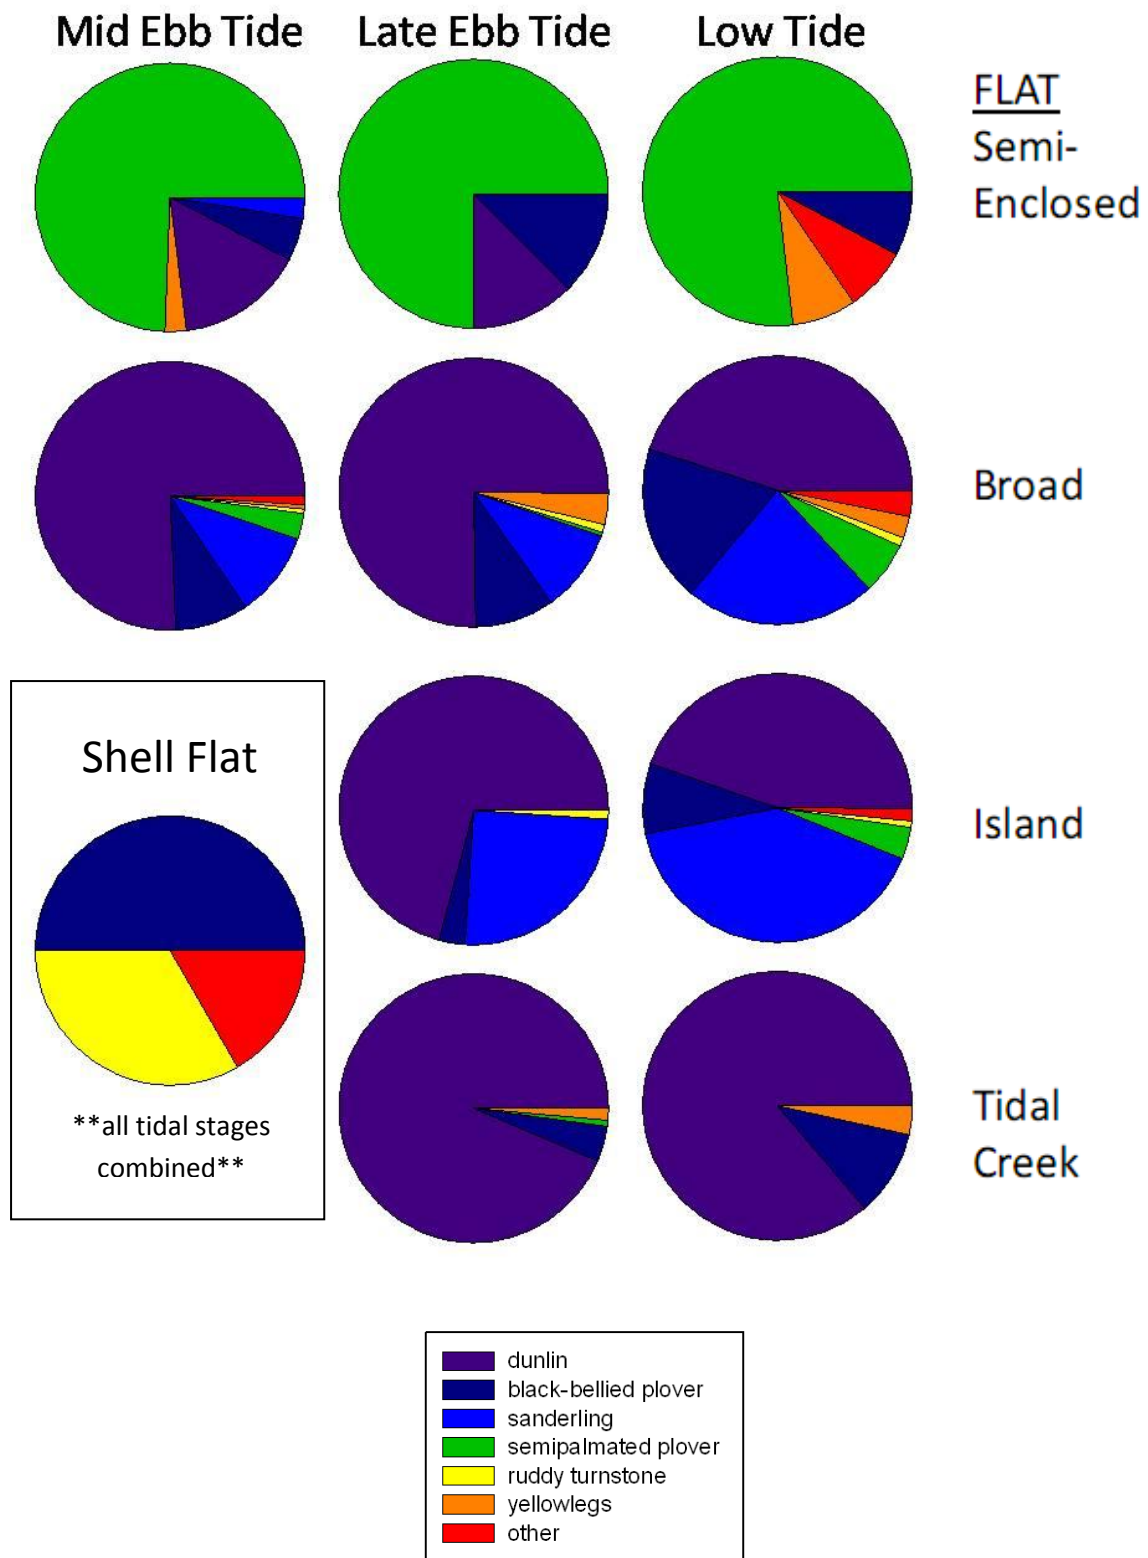 Mid Ebb Tide
Late Ebb Tide
Low Tide
FLAT
Semi-
Enclosed
Broad
Shell Flat
**all tidal stages
combined**
Island
Tidal
Creek
dunlin
black-bellied plover
sanderling
semipalmated plover
ruddy turnstone
yellowlegs
other